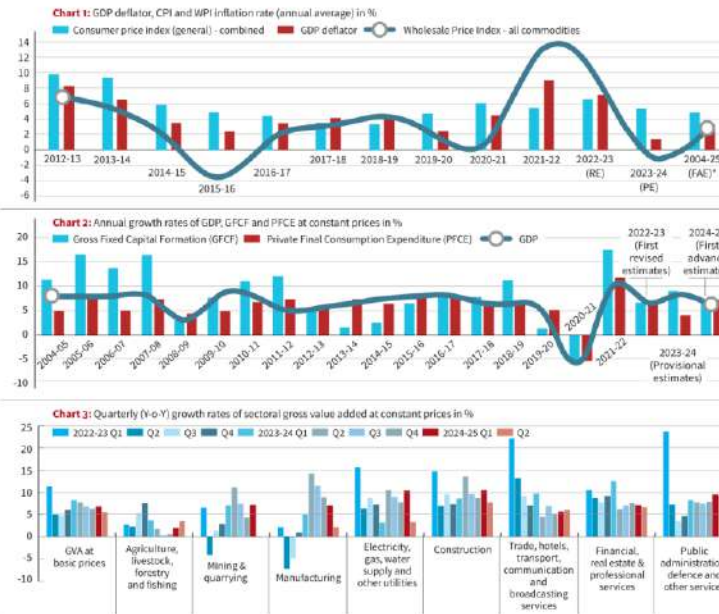 Chart 1: GDP deflator, CPI and WPI inflation rate (annual average) in %
Consumer price index (general) - combined GDP deflator Wholesale Price Index - all commodities
14
12
10
8
6
4
2
0
-2
-4
-6
2012-13 2013-14 2014-15 2015-16 2016-17 2017-18 2018-19 2019-20 2020-21 2021-22 2022-23 (RE) 2023-24 (PE) 2004-25 (FAE)*
Chart 2: Annual growth rates of GDP, GFCF and PFCE at constant prices in %
Gross Fixed Capital Formation (GFCF) Private Final Consumption Expenditure (PFCE) GDP
20
15
10
5
0
-5
-10
2004-05 2005-06 2006-07 2007-08 2008-09 2009-10 2010-11 2011-12 2012-13 2013-14 2014-15 2015-16 2016-17 2017-18 2018-19 2019-20 2020-21 2021-22
2022-23
(First
revised
estimates)
2023-24
(Provisional
estimates)
2024-2
(First
advan
estimat
Chart 3: Quarterly (Y-o-Y) growth rates of sectoral gross value added at constant prices in %
2022-23 Q1 Q2 Q3 Q4 2023-24 Q1 Q2 Q3 Q4 2024-25 Q1 Q2
25
20
15
10
5
0
-5
-10
GVA at
basic prices
Agriculture,
livestock,
forestry
and fishing
Mining &
quarrying
Manufacturing
Electricity,
gas, water
supply and
other utilities
Construction
Trade, hotels,
transport,
communication
and
broadcasting
services
Financial,
real estate &
professional
services
Public
administratio
defence and
other service